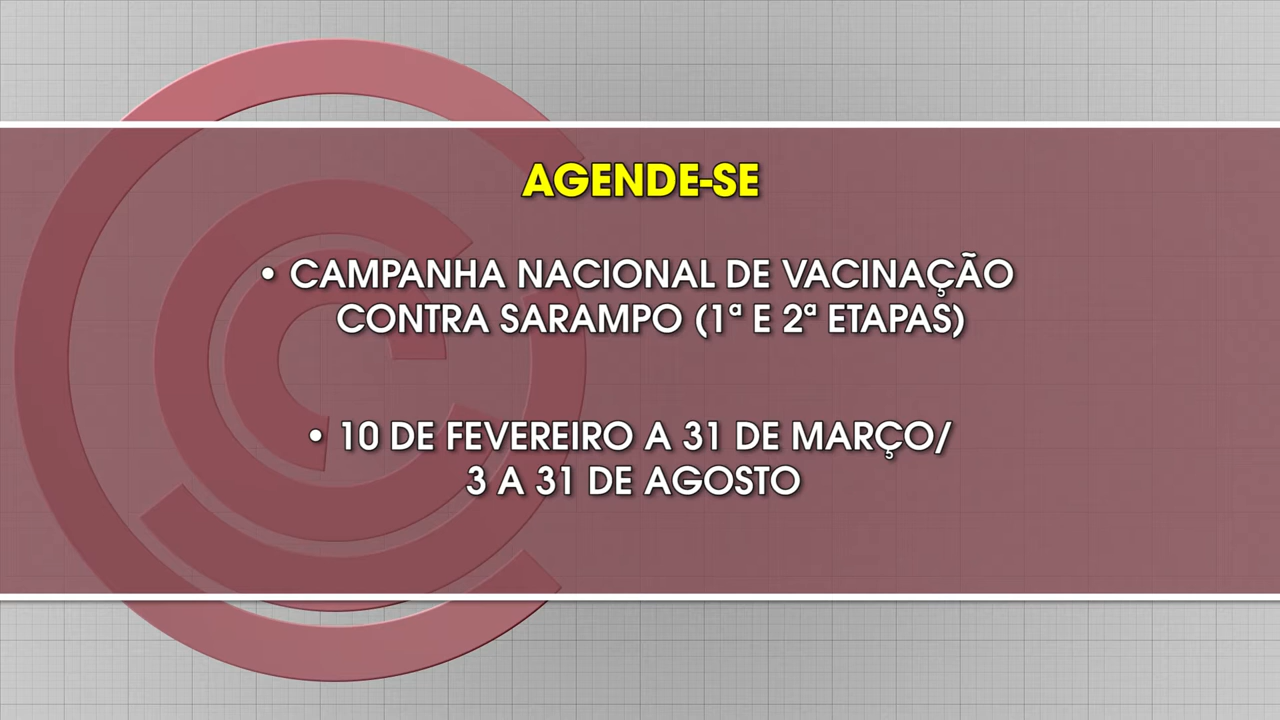 AGENDE-SE
• CAMPANHA NACIONAL DE VACINAÇÃO
CONTRA SARAMPO (1ª E 2ª ETAPAS)
• 10 DE FEVEREIRO A 31 DE MARÇO/
3 A 31 DE AGOSTO